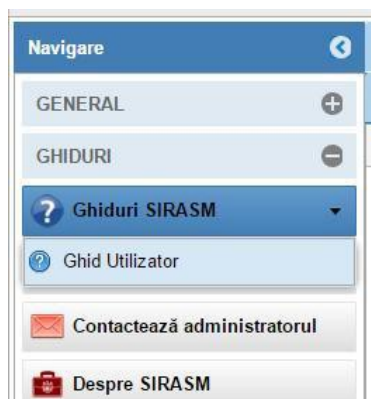 Navigare
GENERAL
GHIDURI
Ghiduri SIRASM
Ghid Utilizator
Contactează administratorul
Despre SIRASM